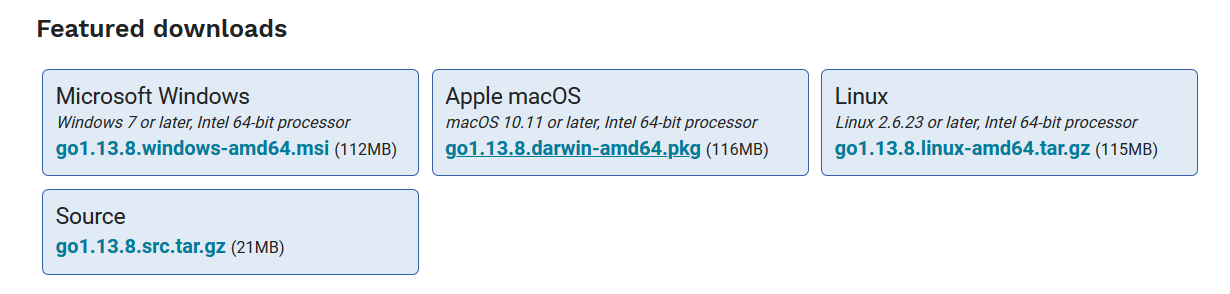 Featured downloads
Microsoft Windows
Windows 7 or later, Intel 64-bit processor
go1.13.8.windows-amd64.msi (112MB)
Apple macOS
macOS 10.11 or later, Intel 64-bit processor
go1.13.8.darwin-amd64.pkg (116MB)
Linux
Linux 2.6.23 or later, Intel 64-bit processor
go1.13.8.linux-amd64.tar.gz (115MB)
Source
go1.13.8.src.tar.gz (21MB)